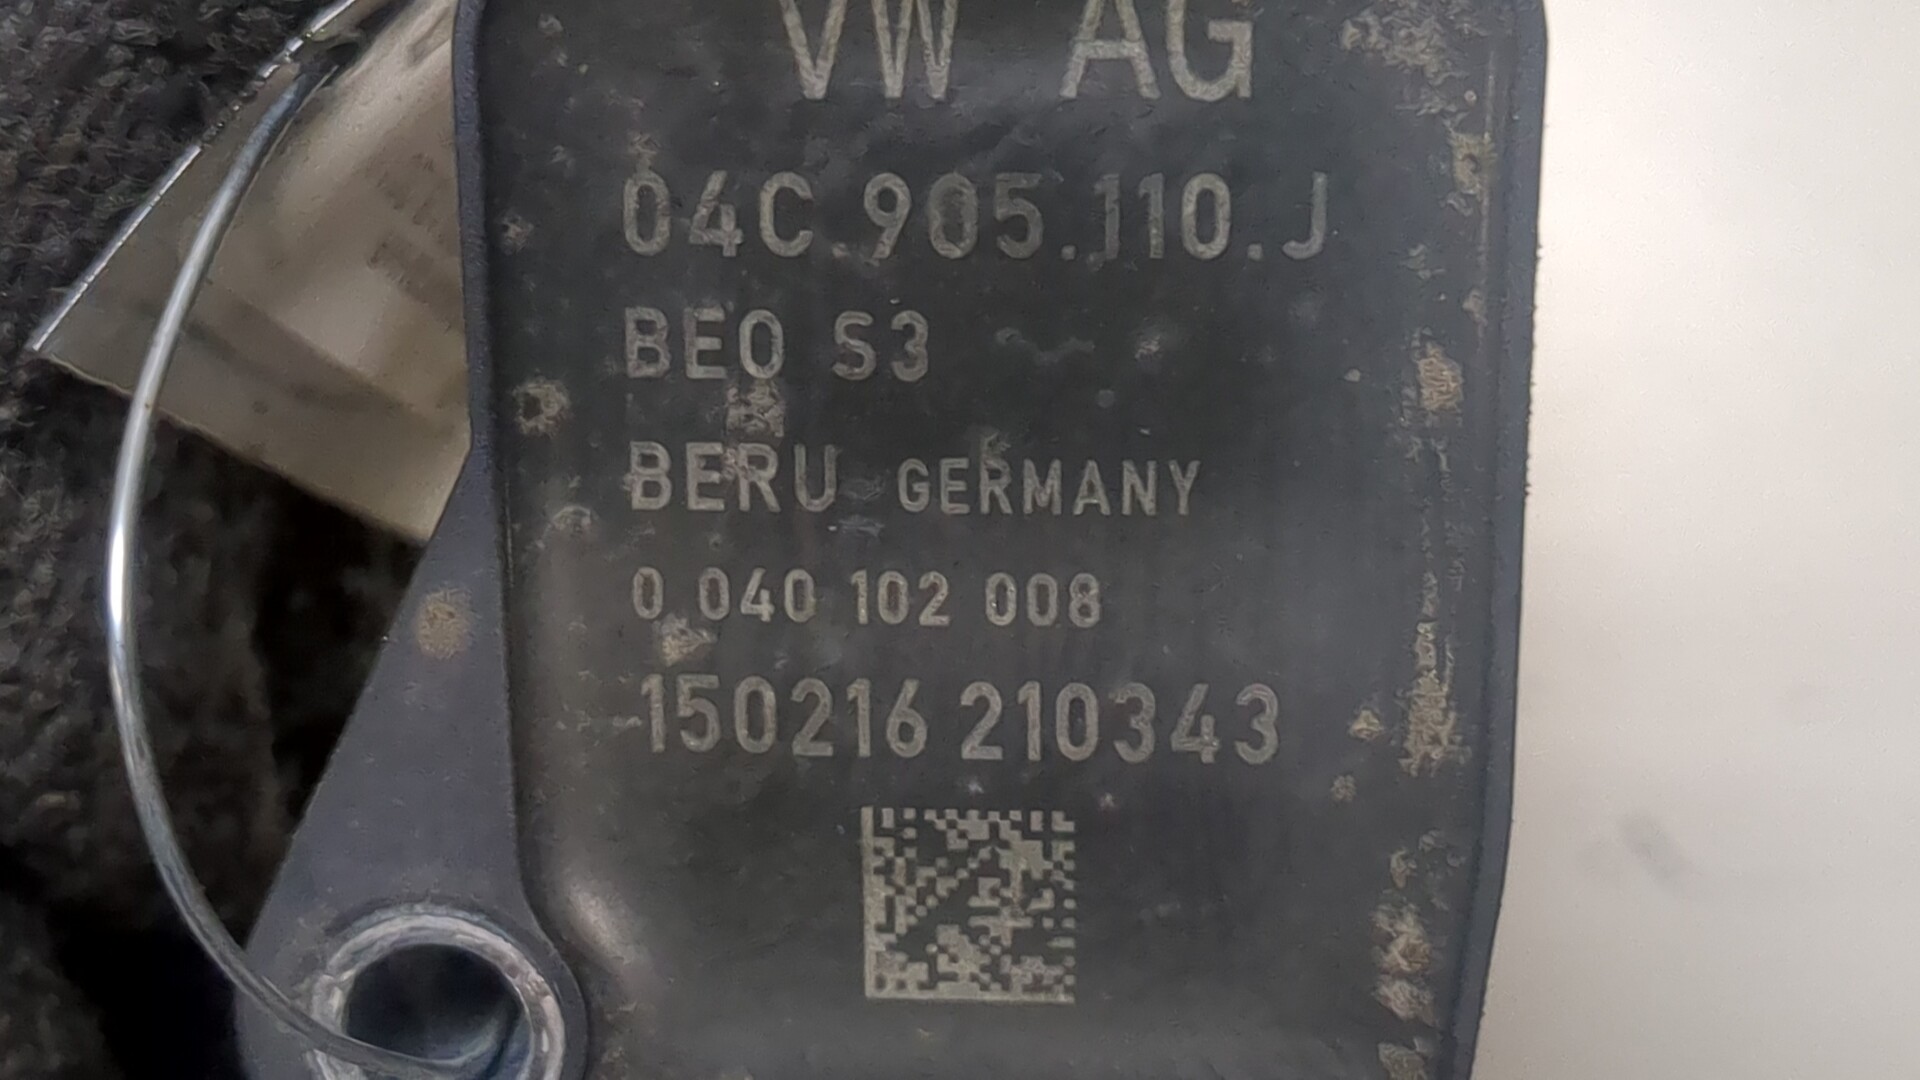 VW AG
04C.905.110.J
BEO S3
BERU GERMANY
0 040 102 008
150216 210343